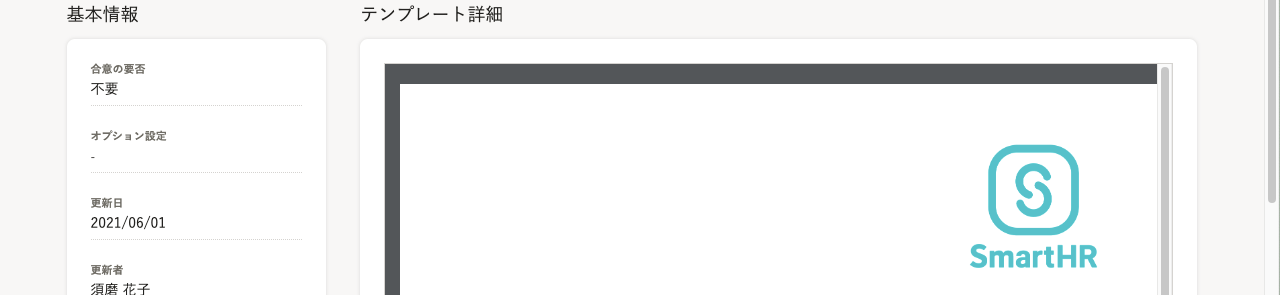 基本情報
合意の要否
不要
オプション設定
-
更新日
2021/06/01
更新者
須磨 花子
テンプレート詳細
SmartHR